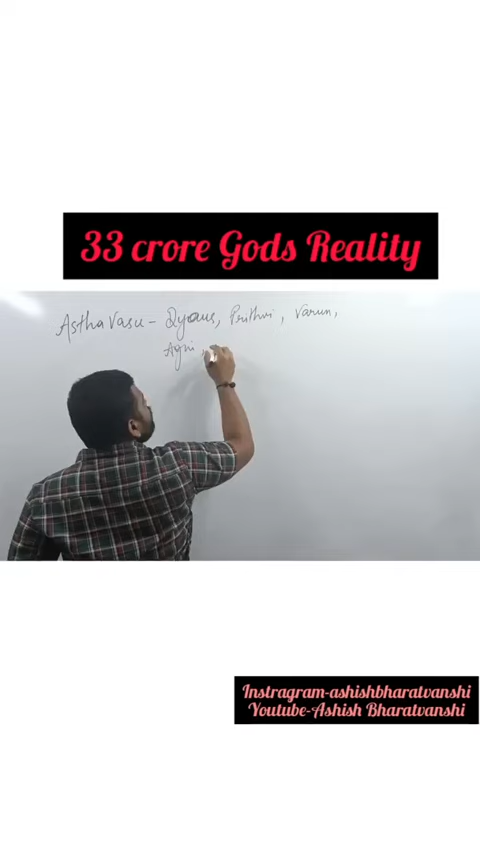 33 crore Gods Reality
Astha Vasu - Dyaus, Prithvi, Varun,
Agni,
Instragram-ashishbharatvanshi
Youtube-Ashish Bharatvanshi